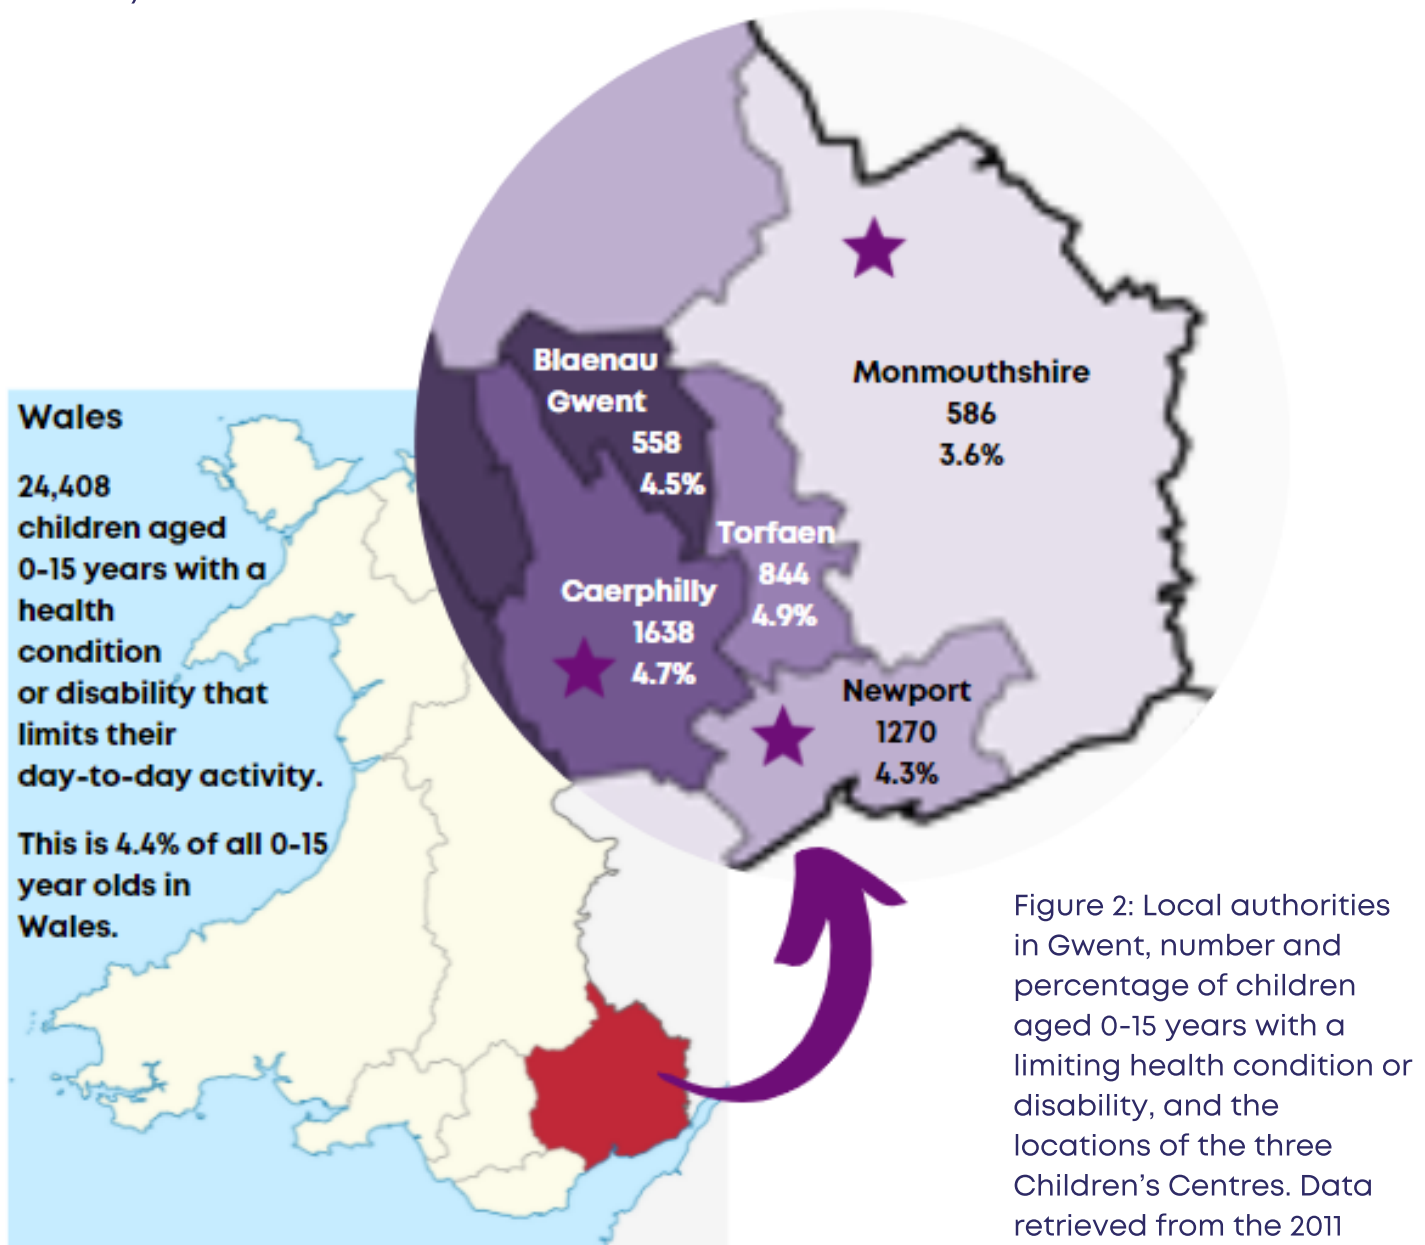 Wales
24,408
children aged
0-15 years with a
health
condition
or disability that
limits their
day-to-day activity.
This is 4.4% of all 0-15
year olds in
Wales.
Blaenau
Gwent
558
4.5%
Monmouthshire
586
3.6%
Torfaen
844
4.9%
Caerphilly
1638
4.7%
Newport
1270
4.3%
Figure 2: Local authorities
in Gwent, number and
percentage of children
aged 0-15 years with a
limiting health condition or
disability, and the
locations of the three
Children's Centres. Data
retrieved from the 2011